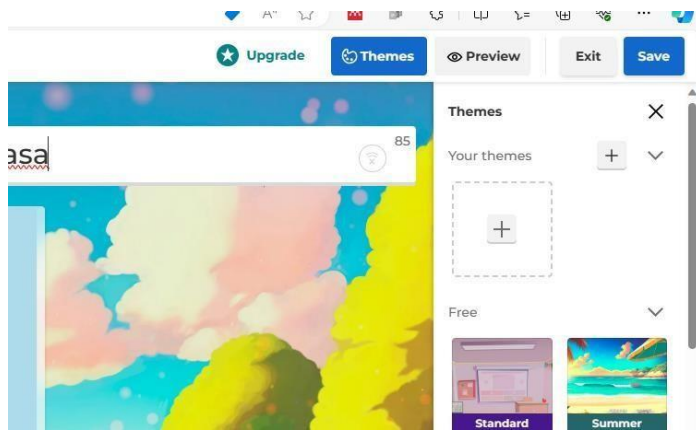 Upgrade
Themes
Preview
Exit
Save
Themes
asa
85
Your themes
Free
Standard
Summer